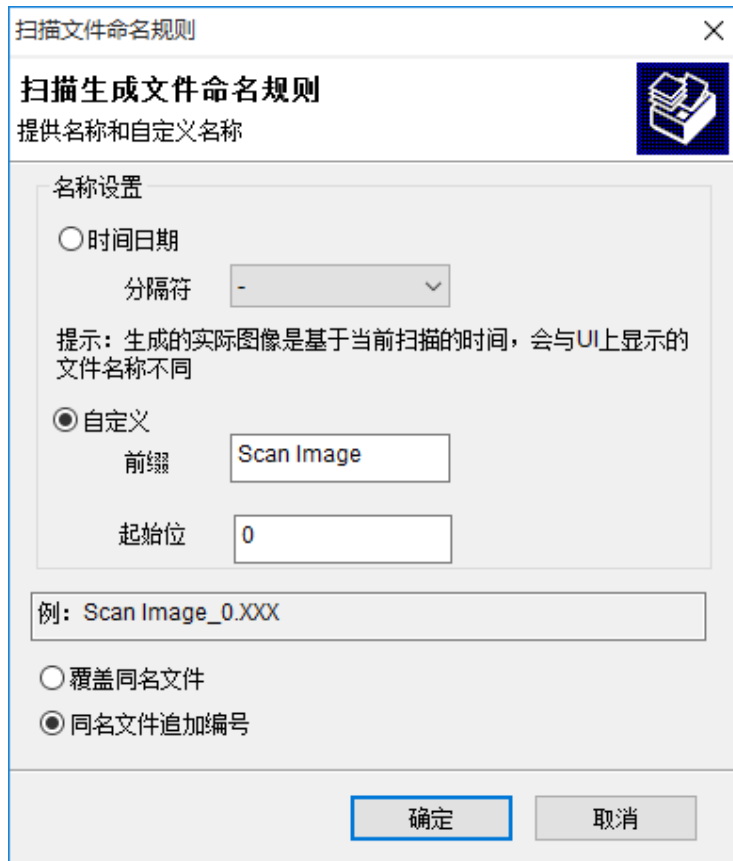 扫描文件命名规则
扫描生成文件命名规则
提供名称和自定义名称
名称设置
时间日期
分隔符 -
提示：生成的实际图像是基于当前扫描的时间，会与UI上显示的
文件名称不同
自定义
前缀 Scan Image
起始位 0
例：Scan Image_0.XXX
覆盖同名文件
同名文件追加编号
确定 取消